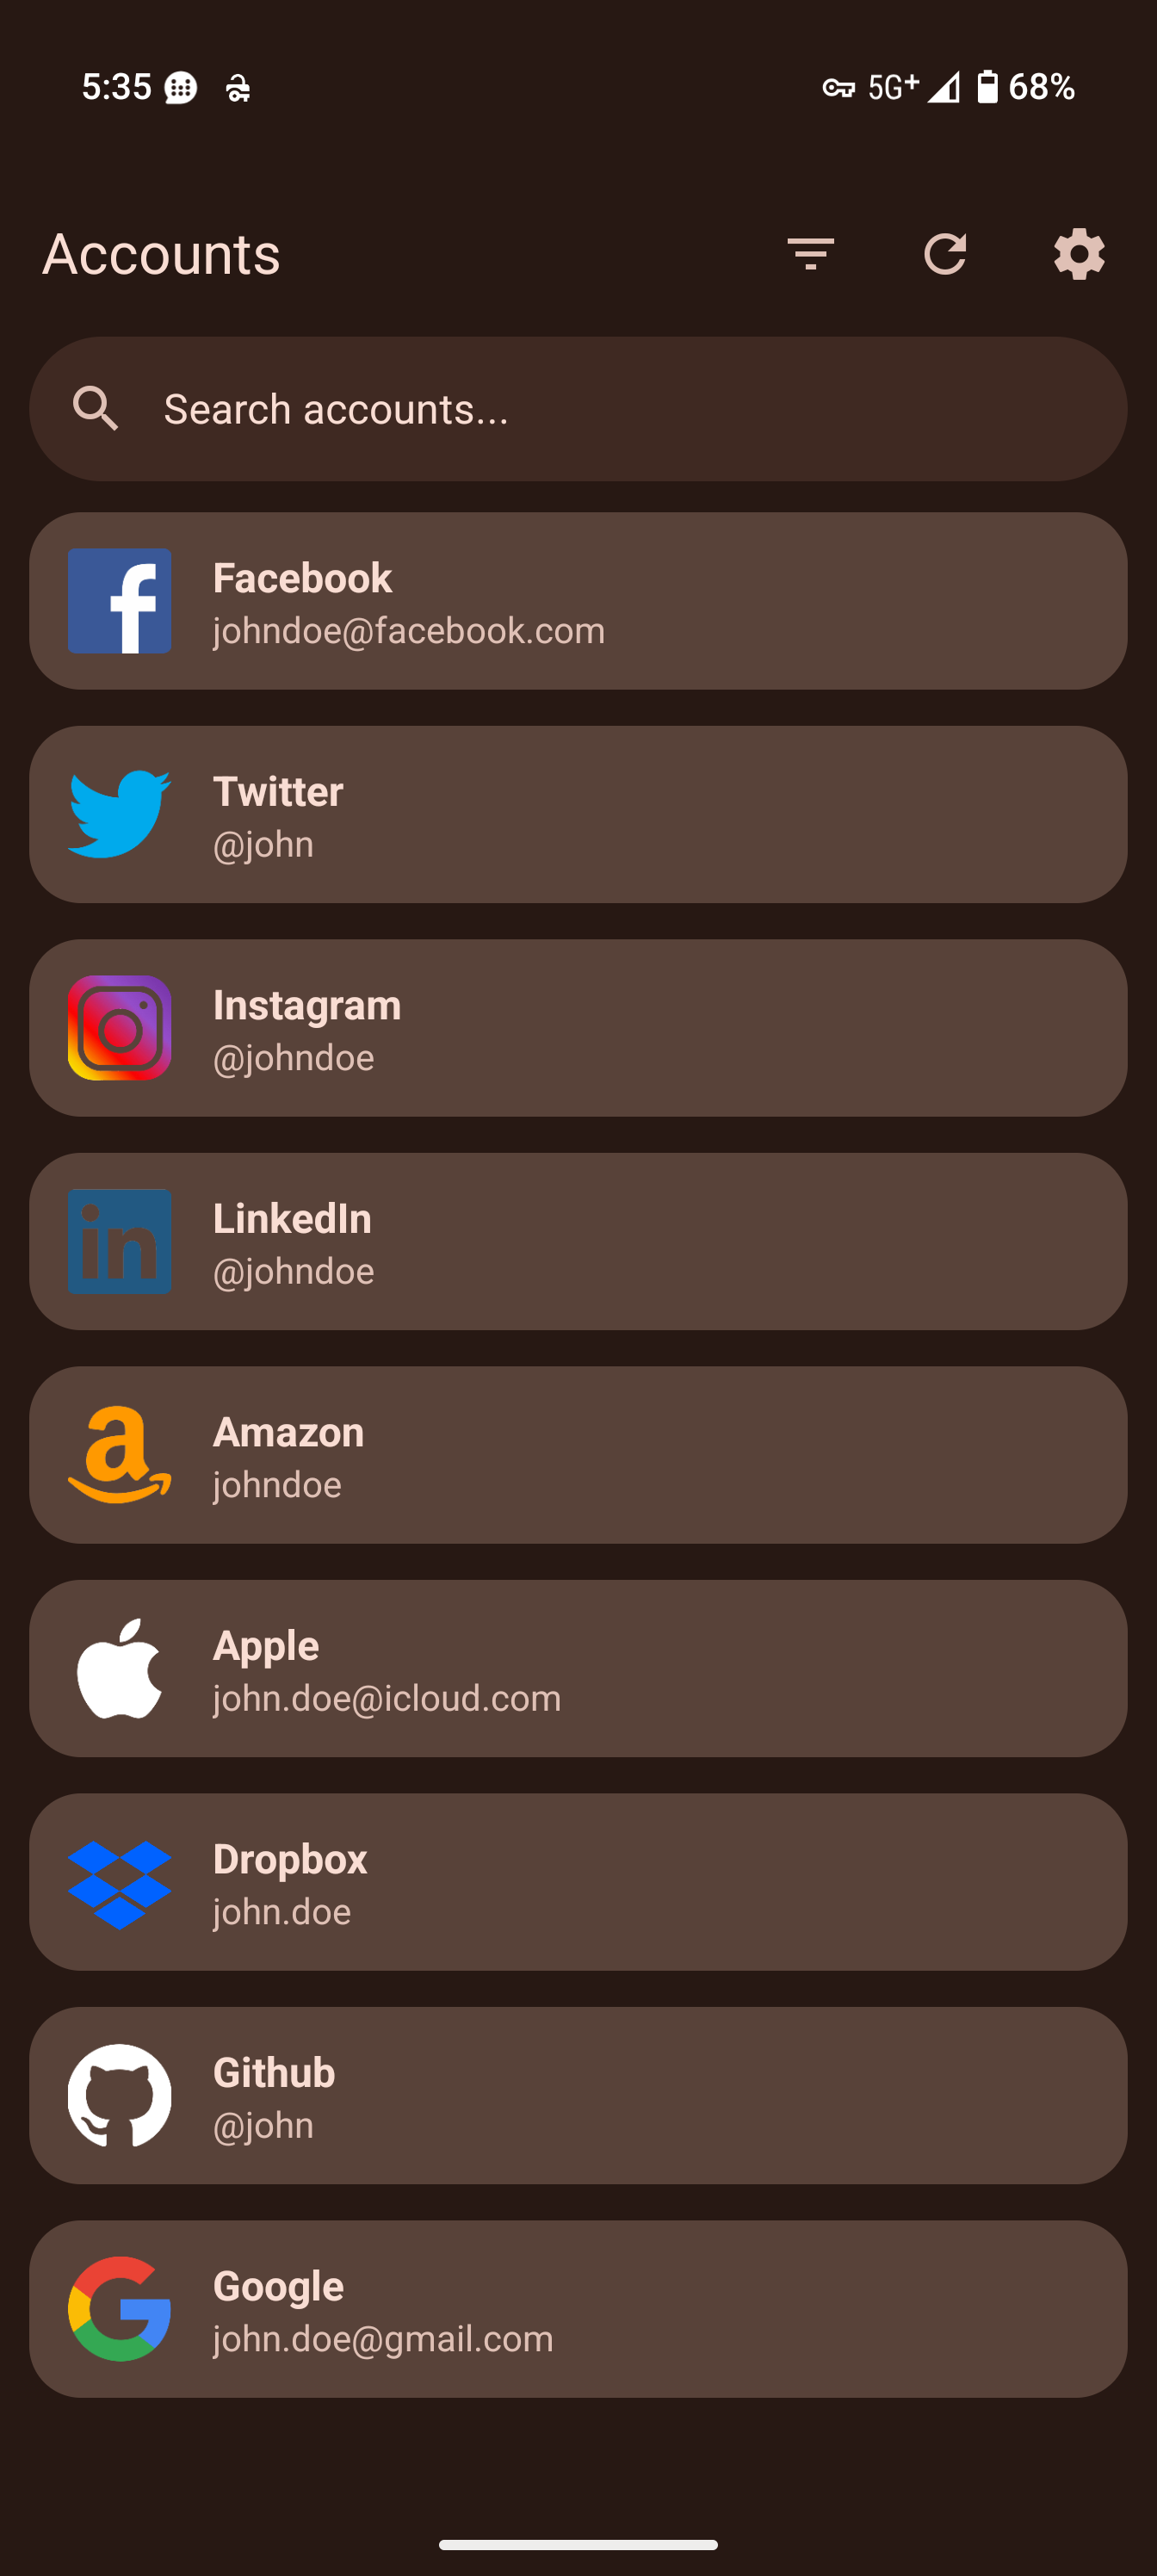 5:35 5G+ 68%
Accounts
Search accounts...
Facebook
johndoe@facebook.com
Twitter
@john
Instagram
@johndoe
LinkedIn
@johndoe
Amazon
johndoe
Apple
john.doe@icloud.com
Dropbox
john.doe
Github
@john
Google
john.doe@gmail.com